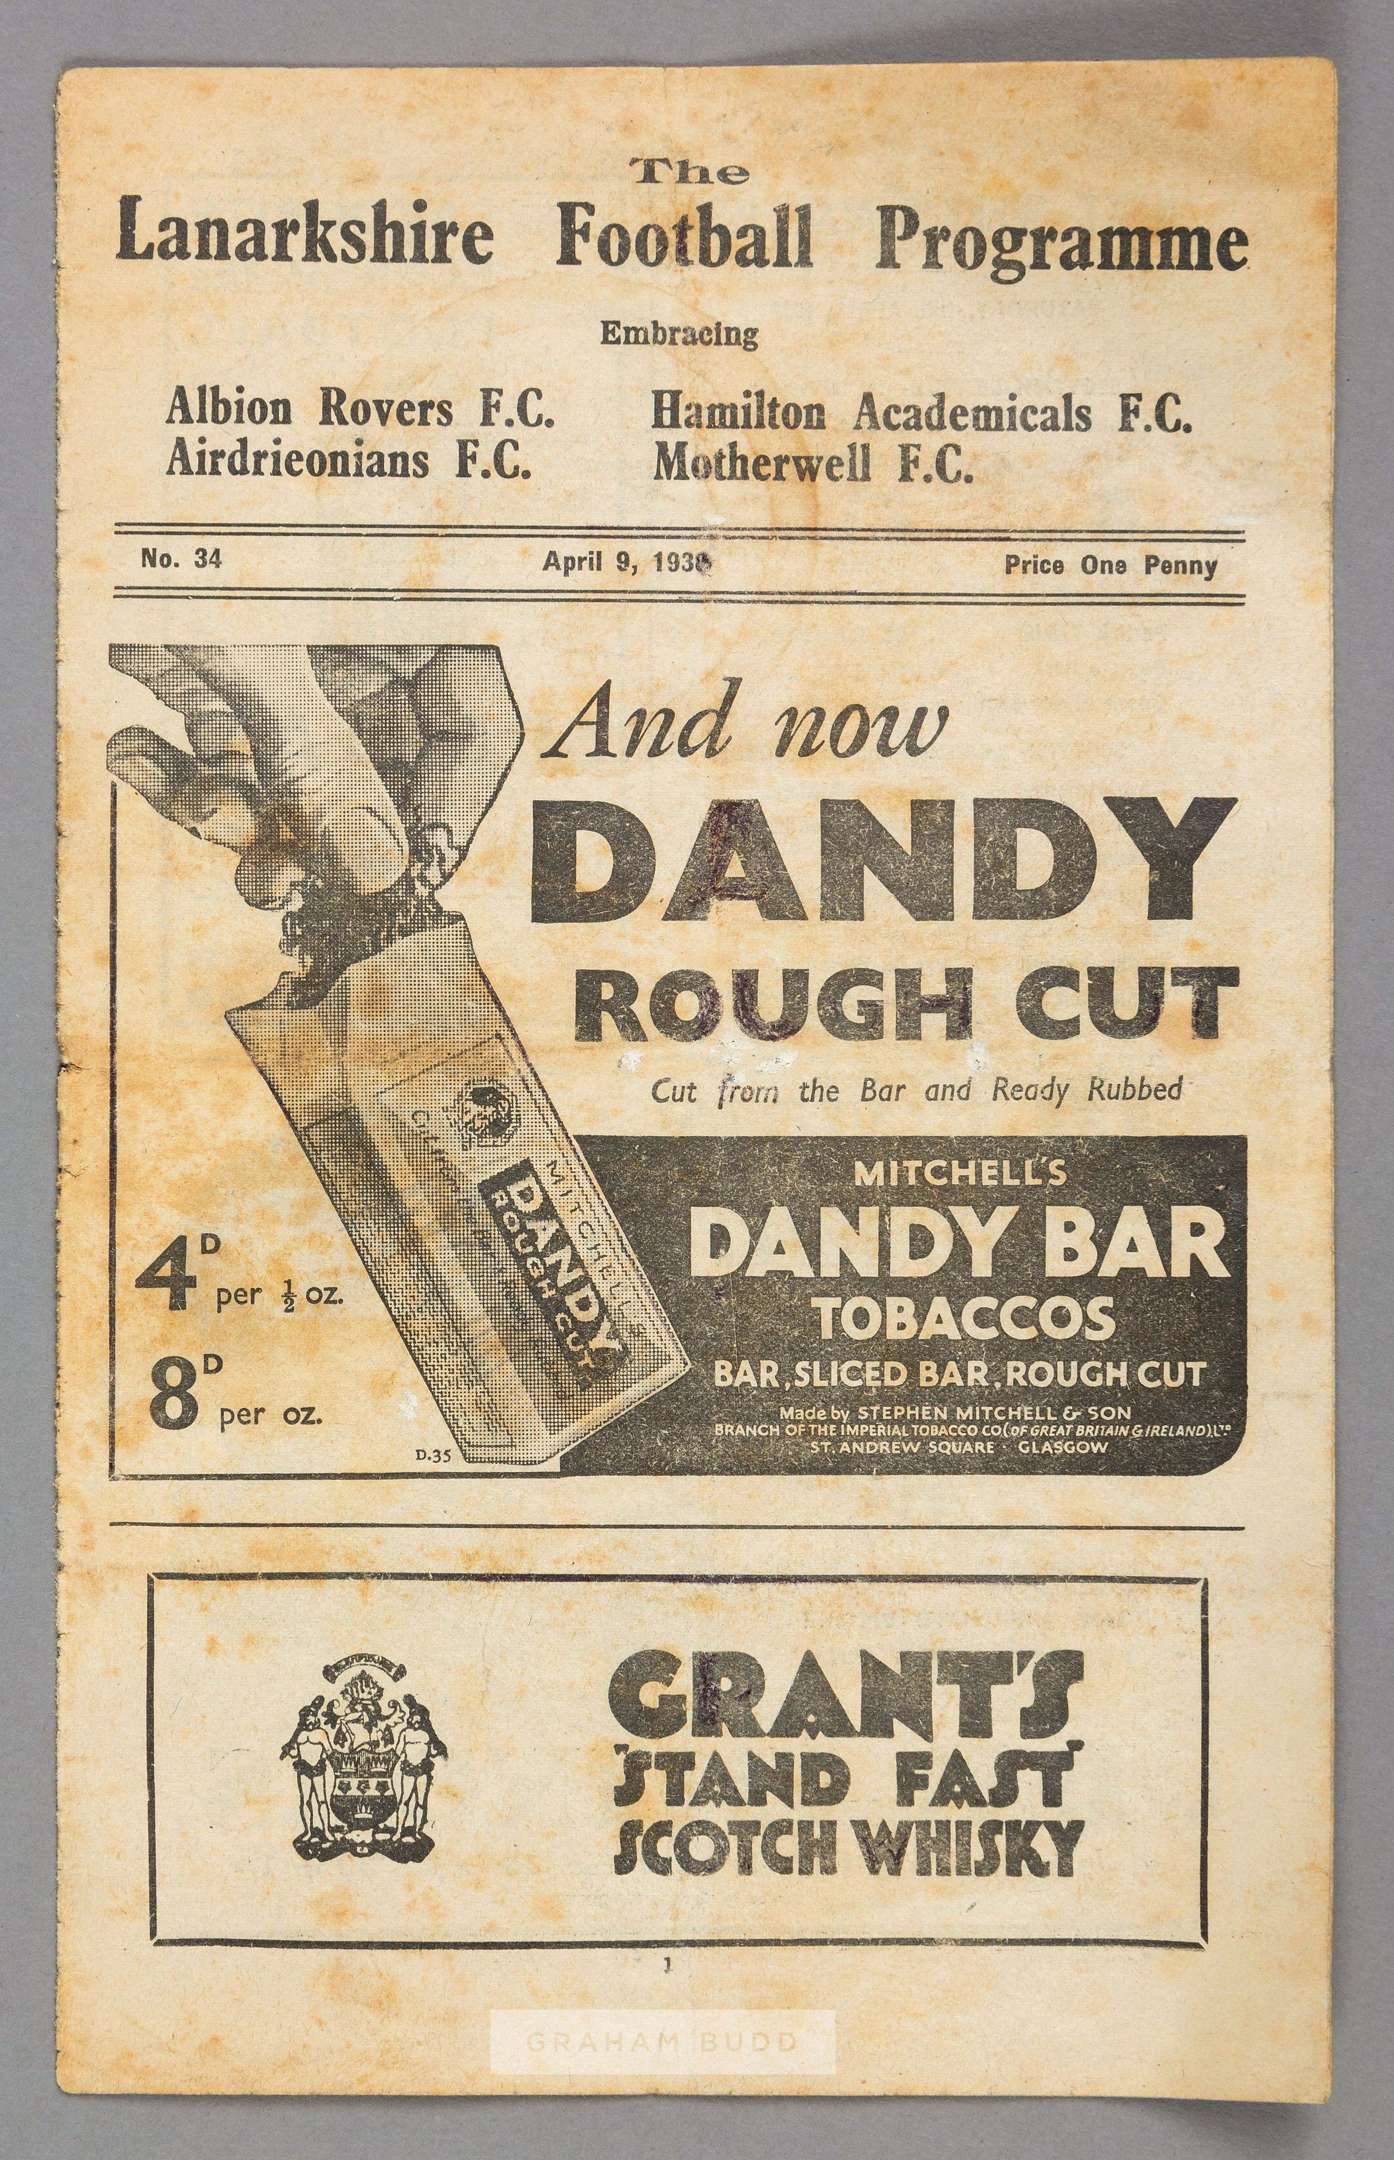 The
Lanarkshire Football Programme
Embracing
Albion Rovers F.C. Hamilton Academicals F.C.
Airdrieonians F.C. Motherwell F.C.
No. 34 April 9, 1938 Price One Penny
And now
DANDY
ROUGH CUT
Cut from the Bar and Ready Rubbed
MITCHELL'S
DANDY
ROUGH CUT
4D per ½ oz.
8D per oz.
D.35
MITCHELL'S
DANDY BAR
TOBACCOS
BAR, SLICED BAR, ROUGH CUT
Made by STEPHEN MITCHELL & SON
BRANCH OF THE IMPERIAL TOBACCO CO (OF GREAT BRITAIN & IRELAND), LTD
ST. ANDREW SQUARE · GLASGOW
GRANT'S
"STAND FAST"
SCOTCH WHISKY
1
GRAHAM BUDD